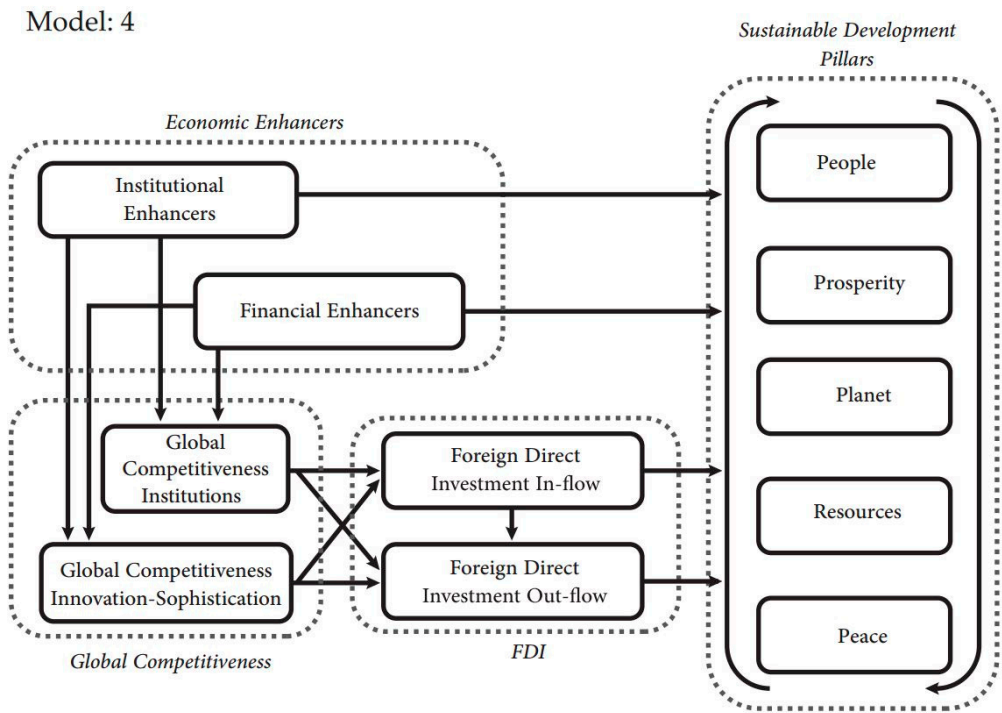 Model: 4
Sustainable Development
Pillars
Economic Enhancers
Institutional
Enhancers
People
Financial Enhancers
Prosperity
Planet
Global
Competitiveness
Institutions
Foreign Direct
Investment In-flow
Resources
Global Competitiveness
Innovation-Sophistication
Foreign Direct
Investment Out-flow
Peace
Global Competitiveness
FDI